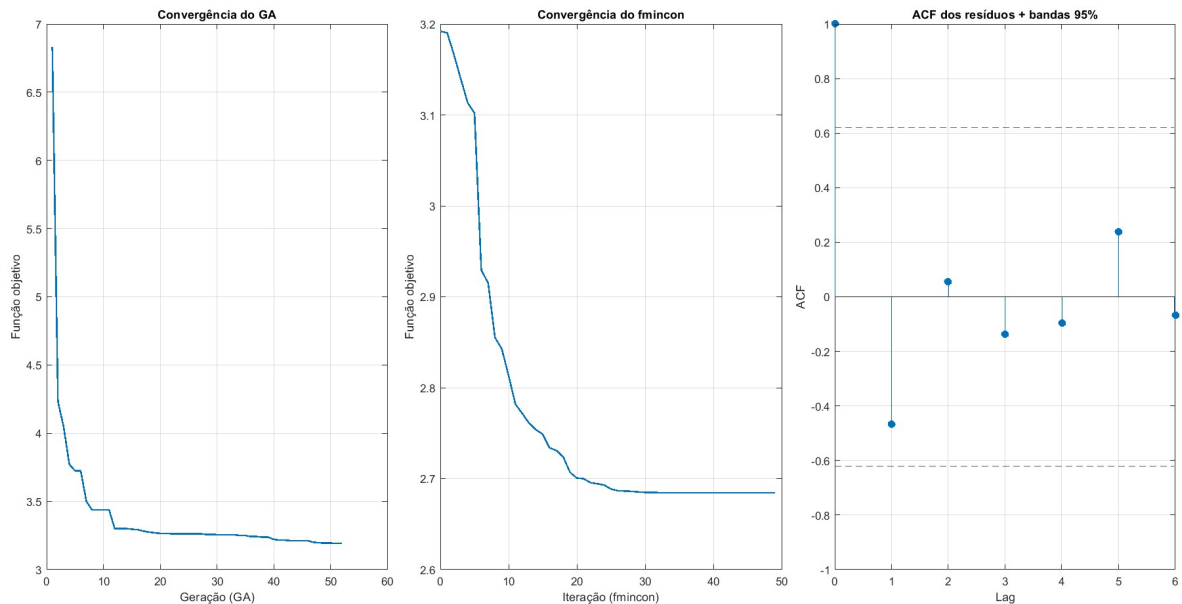 Convergência do GA
7
6.5
6
5.5
5
4.5
4
3.5
3
Função objetivo
0 10 20 30 40 50 60
Geração (GA)
Convergência do fmincon
3.2
3.1
3
2.9
2.8
2.7
2.6
Função objetivo
0 10 20 30 40 50
Iteração (fmincon)
ACF dos resíduos + bandas 95%
1
0.8
0.6
0.4
0.2
0
-0.2
-0.4
-0.6
-0.8
-1
ACF
0 1 2 3 4 5 6
Lag